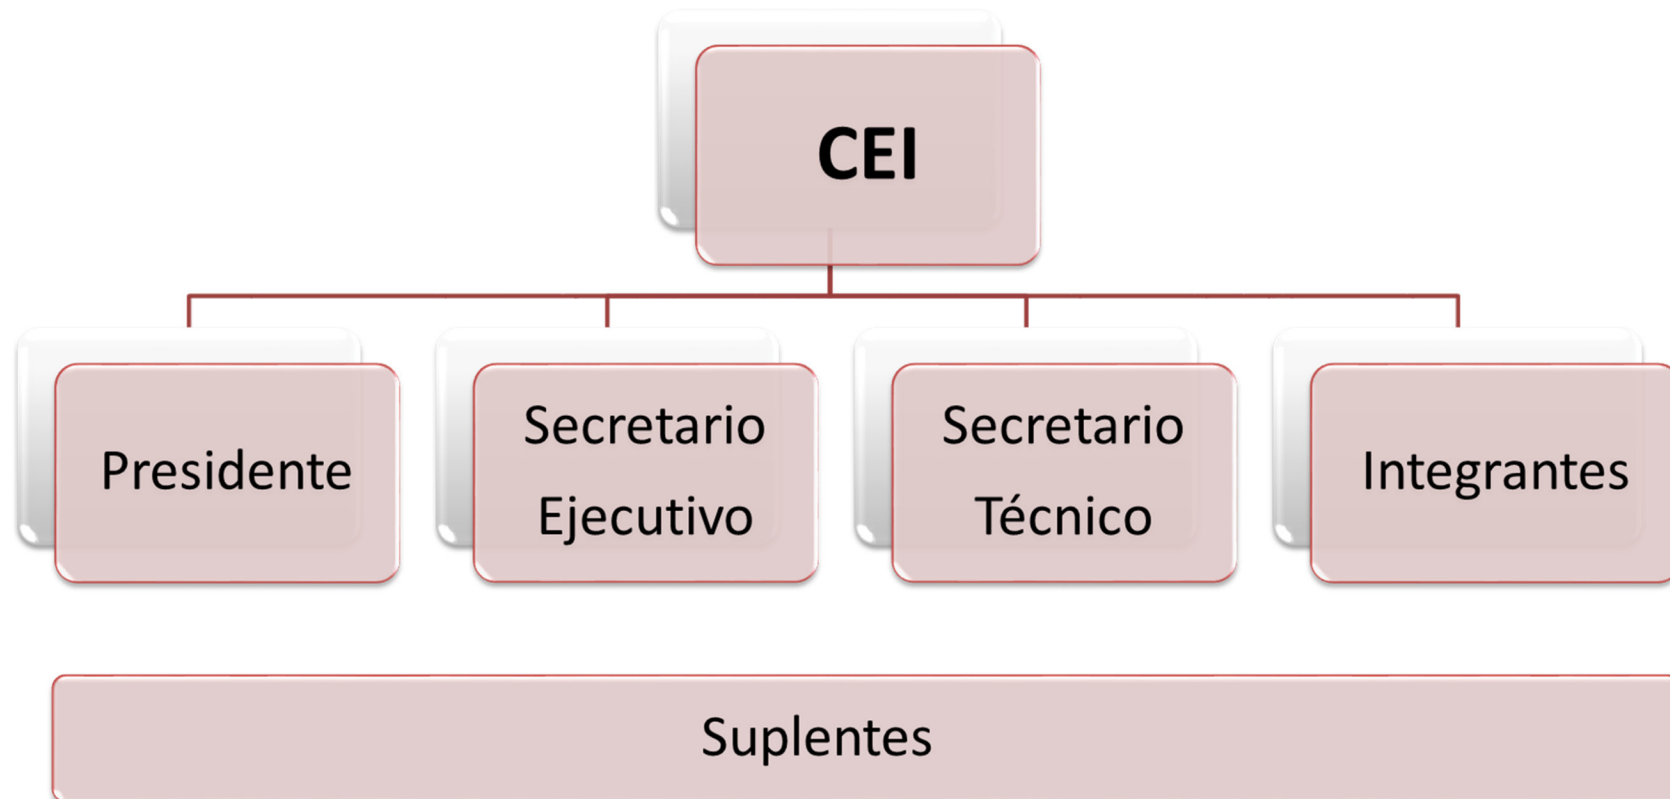 CEI
Presidente
Secretario
Ejecutivo
Secretario
Técnico
Integrantes
Suplentes